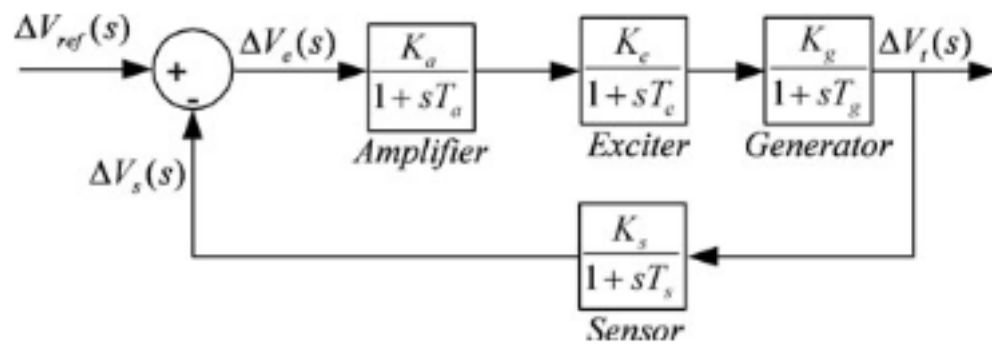 ΔV_ref(s)
+
-
ΔV_e(s)
K_a
1 + sT_a
Amplifier
K_e
1 + sT_e
Exciter
K_g
1 + sT_g
Generator
ΔV_t(s)
ΔV_s(s)
K_s
1 + sT_s
Sensor